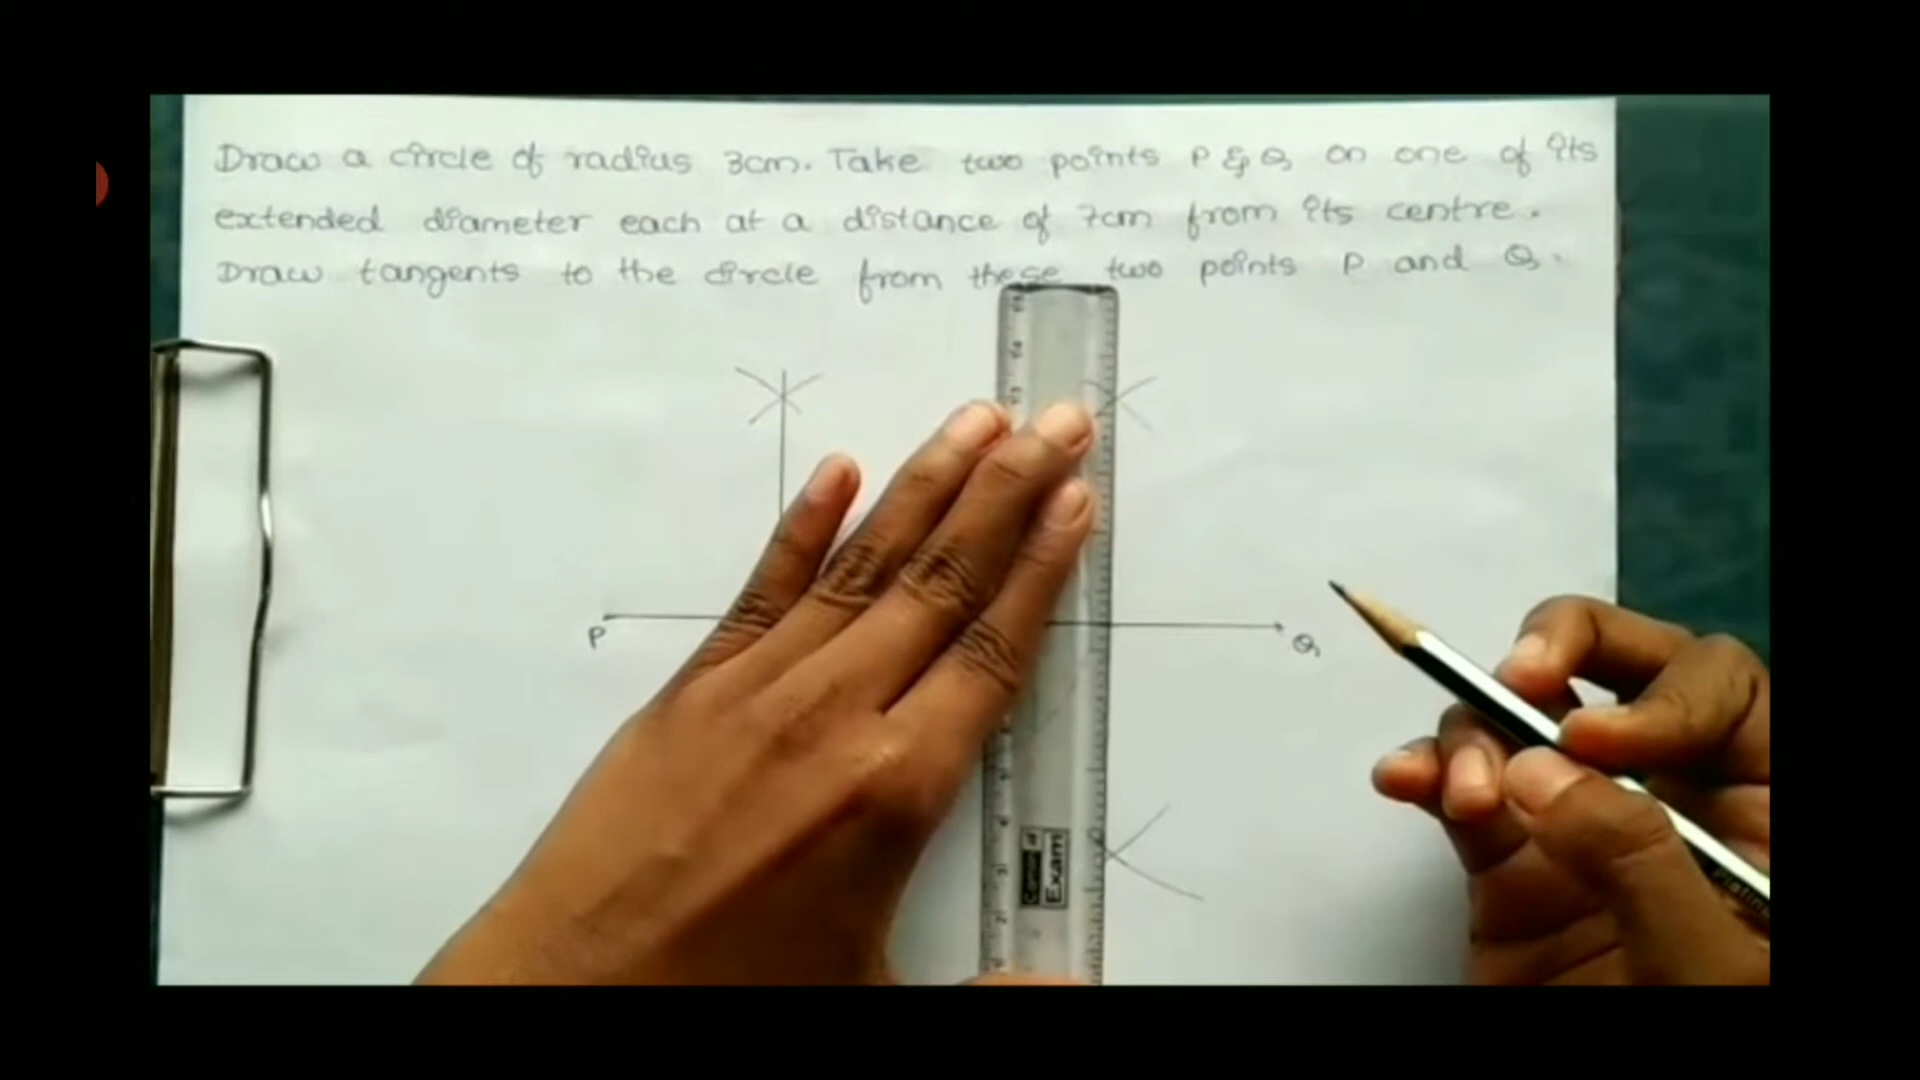 Draw a circle of radius 3cm. Take two points P & Q on one of its
extended diameter each at a distance of 7cm from its centre.
Draw tangents to the circle from these two points P and Q.
P
Q
Exam